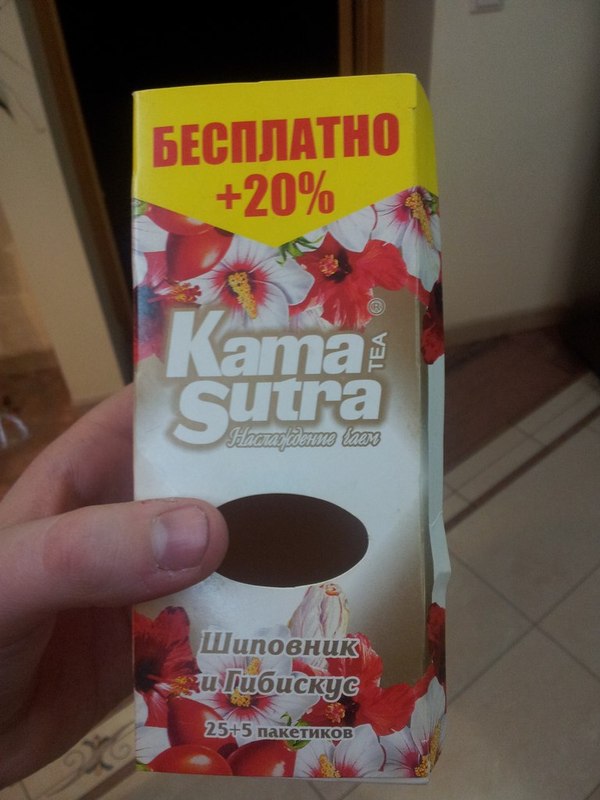 БЕСПЛАТНО
+20%
®
Kama
TEA
Sutra
Наслаждение чаем
Шиповник
и Гибискус
25+5 пакетиков